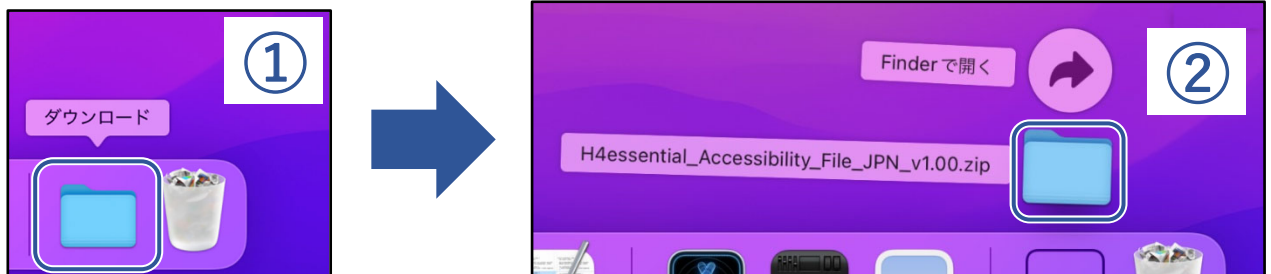 ①
ダウンロード
②
Finderで開く
H4essential_Accessibility_File_JPN_v1.00.zip